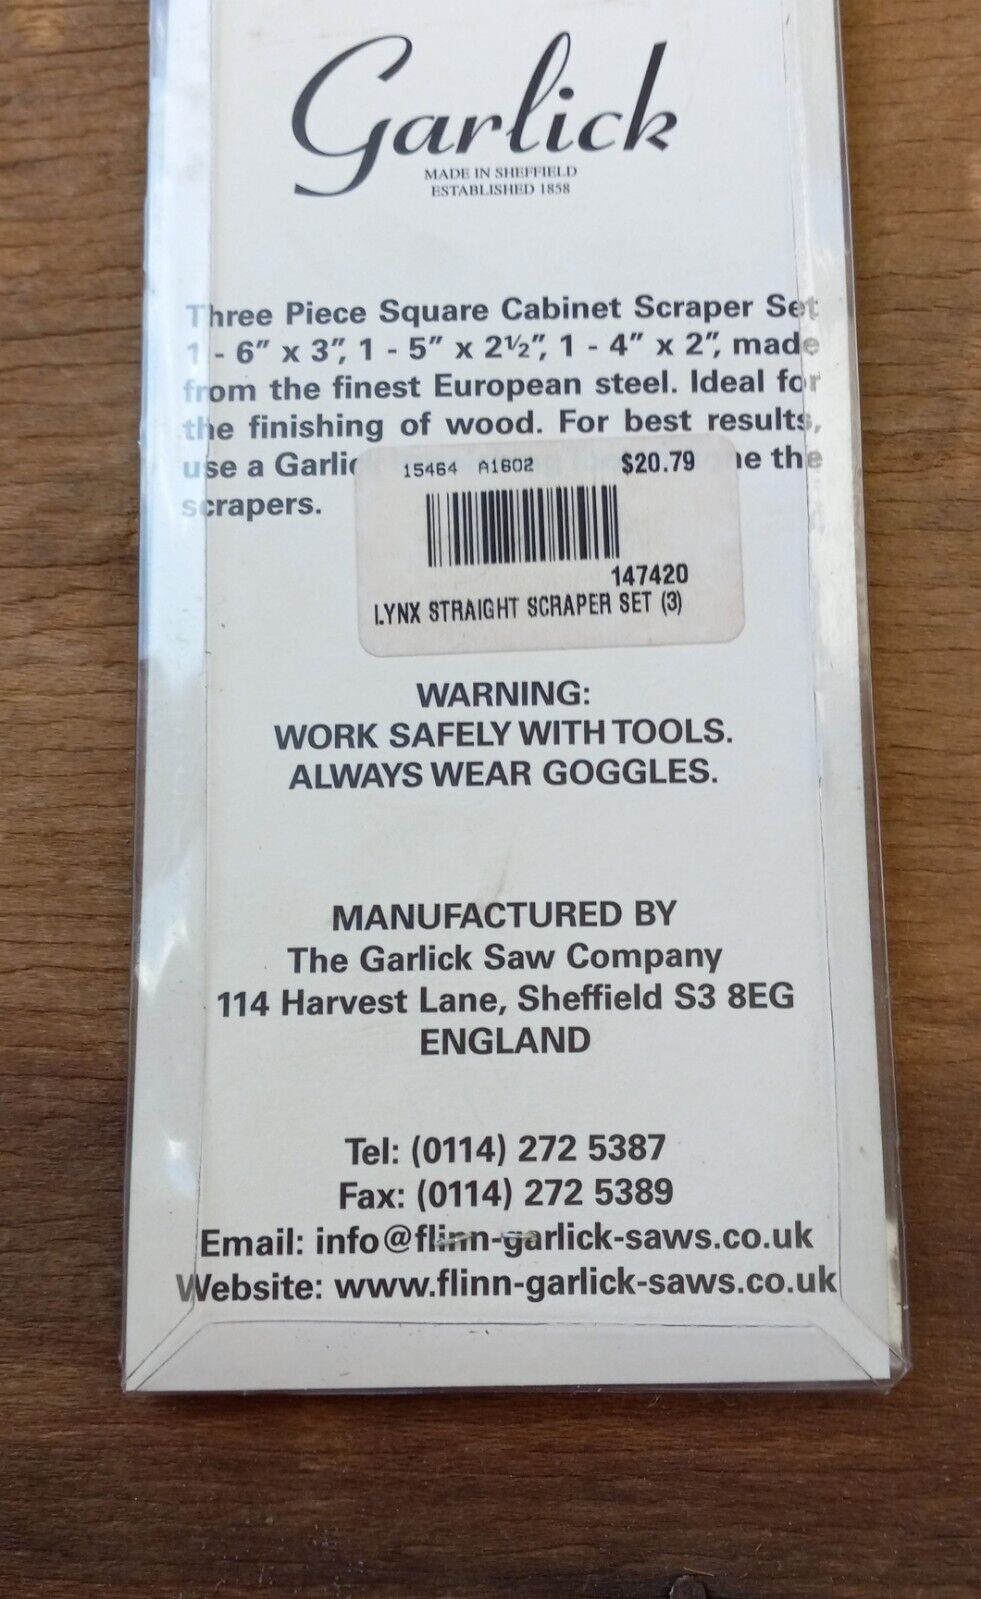 Garlick
MADE IN SHEFFIELD
ESTABLISHED 1858
Three Piece Square Cabinet Scraper Set
1 - 6" x 3", 1 - 5" x 2½", 1 - 4" x 2", made
from the finest European steel. Ideal for
the finishing of wood. For best results,
use a Garlic the
scrapers.
15464 A1602 $20.79
147420
LYNX STRAIGHT SCRAPER SET (3)
WARNING:
WORK SAFELY WITH TOOLS.
ALWAYS WEAR GOGGLES.
MANUFACTURED BY
The Garlick Saw Company
114 Harvest Lane, Sheffield S3 8EG
ENGLAND
Tel: (0114) 272 5387
Fax: (0114) 272 5389
Email: info@flinn-garlick-saws.co.uk
Website: www.flinn-garlick-saws.co.uk